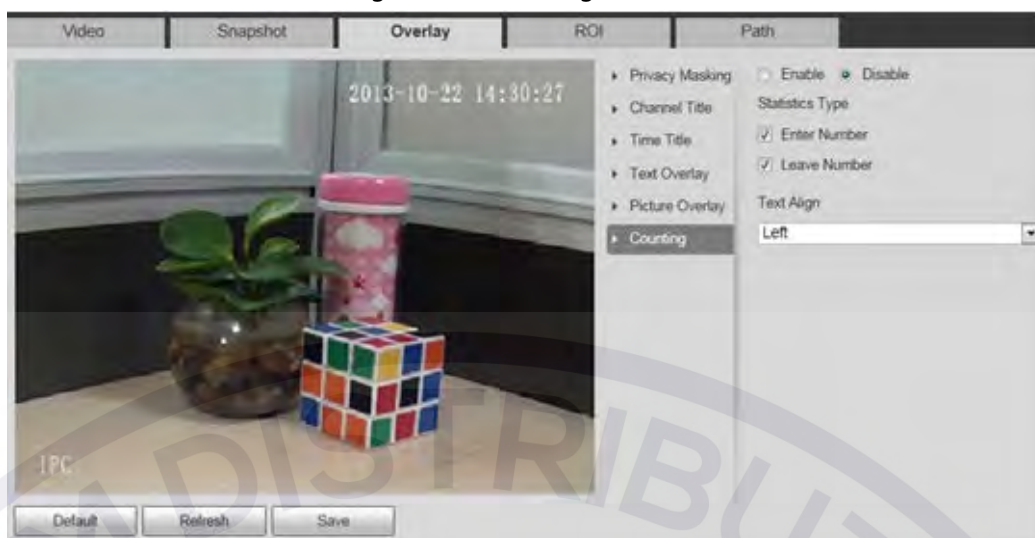 Video Snapshot Overlay ROI Path
2013-10-22 14:30:27
IPC
Privacy Masking
Channel Title
Time Title
Text Overlay
Picture Overlay
Counting
Enable Disable
Statistics Type
Enter Number
Leave Number
Text Align
Left
Default Refresh Save
DISTRIBU